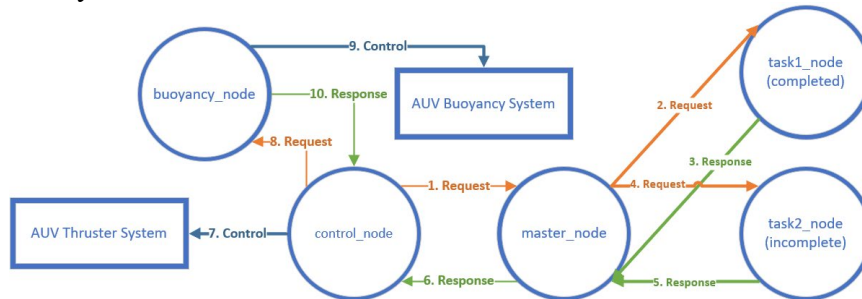 9. Control
buoyancy_node
10. Response
AUV Buoyancy System
task1_node
(completed)
2. Request
8. Request
3. Response
1. Request
4. Request
AUV Thruster System
7. Control
control_node
master_node
task2_node
(incomplete)
6. Response
5. Response